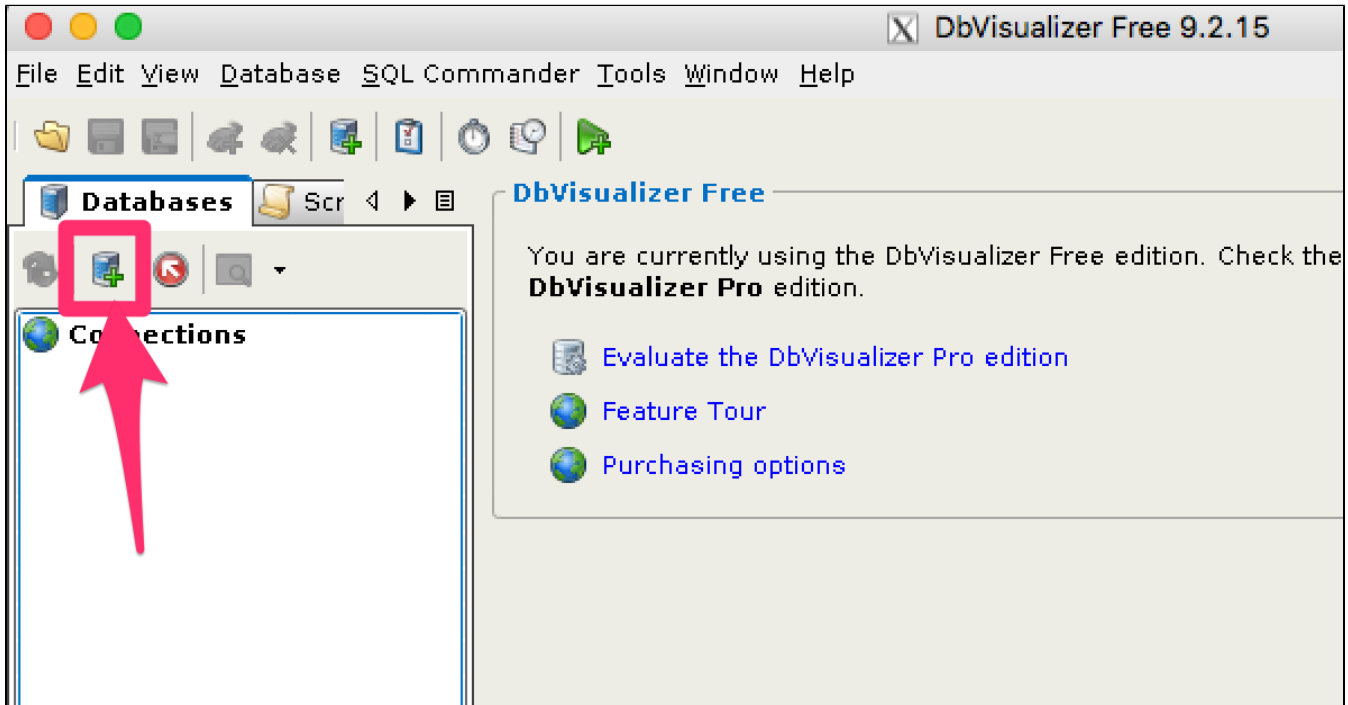 DbVisualizer Free 9.2.15
File Edit View Database SQL Commander Tools Window Help
Databases Scr
DbVisualizer Free
You are currently using the DbVisualizer Free edition. Check the
DbVisualizer Pro edition.
Connections
Evaluate the DbVisualizer Pro edition
Feature Tour
Purchasing options